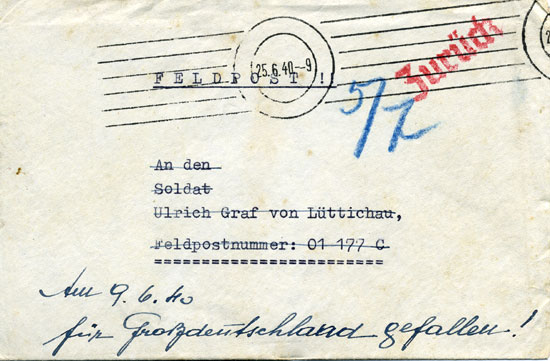 25.6.40.-9
FELDPOST!
Zurück
5/7
An den
Soldat
Ulrich Graf von Lüttichau,
Feldpostnummer: 01 177 C
Am 9.6.40
für Großdeutschland gefallen!